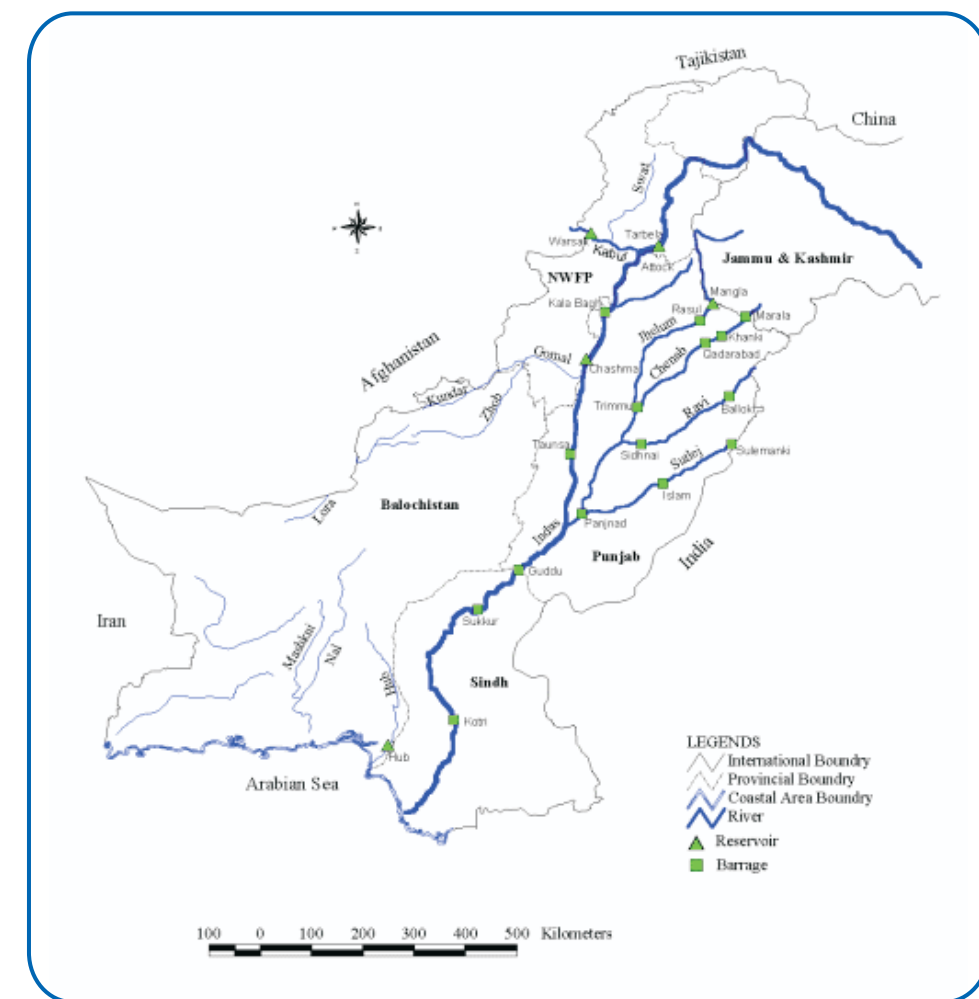 Tajikistan
China
Swat
Warsak
Kabul
Tarbela
Attock
Jammu & Kashmir
NWFP
Kala Bagh
Mangla
Rasul
Marala
Jhelum
Khanki
Qadarabad
Chenab
Afghanistan
Gomal
Chashma
Kundar
Zhob
Trimmu
Ravi
Ballokra
Taunsa
Sidhnai
Sutlej
Sulemanki
Islam
Lora
Balochistan
Indus
Panjnad
Punjab
India
Guddu
Iran
Sukkur
Mashkai
Nal
Hub
Sindh
Kotri
Hub
Arabian Sea
LEGENDS
International Boundry
Provincial Boundry
Coastal Area Boundry
River
Reservoir
Barrage
100 0 100 200 300 400 500 Kilometers